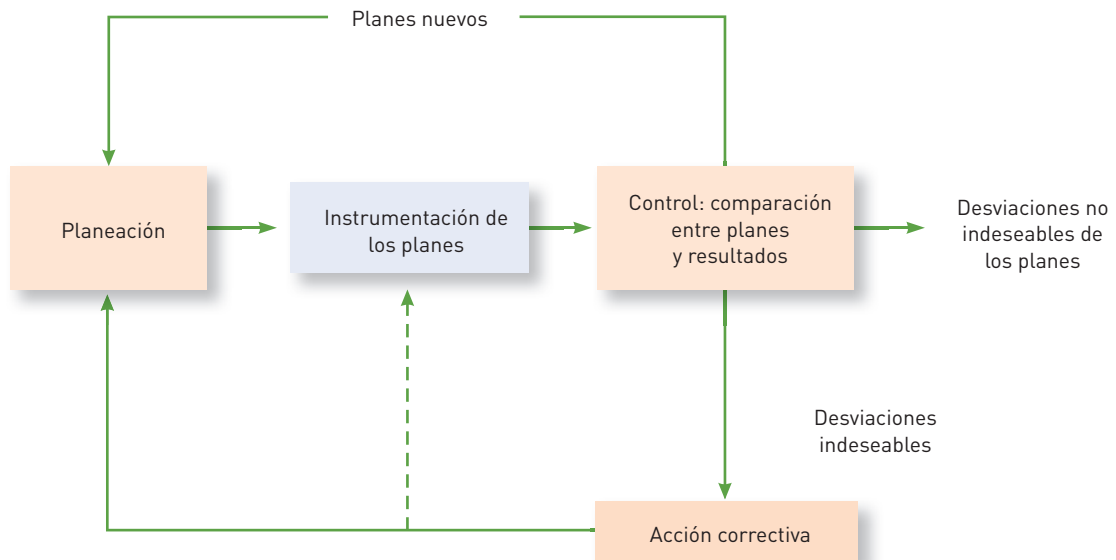 Planes nuevos
Planeación
Instrumentación de
los planes
Control: comparación
entre planes
y resultados
Desviaciones no
indeseables de
los planes
Desviaciones
indeseables
Acción correctiva